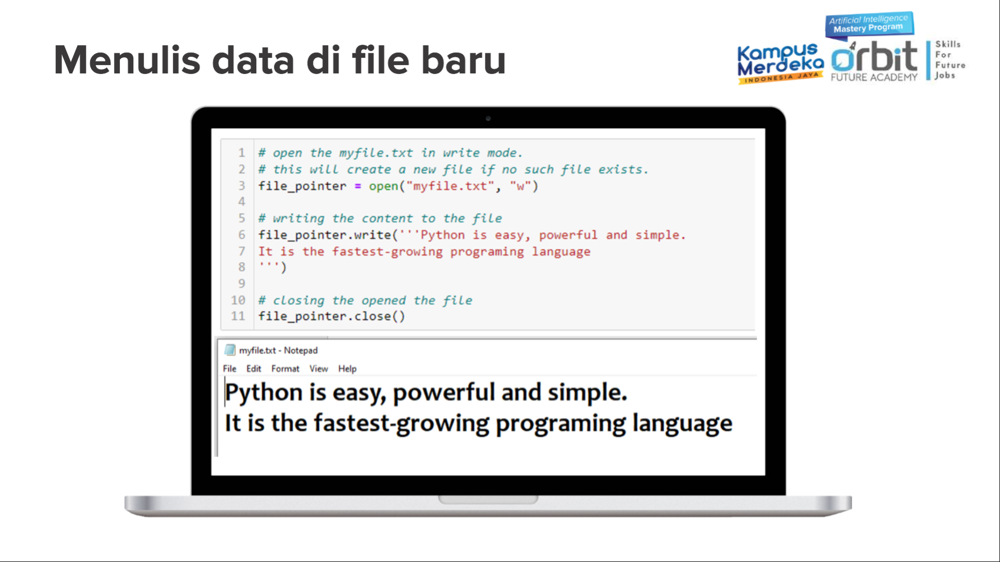 Menulis data di file baru
Artificial Intelligence
Mastery Program
Kampus
Merdeka
INDONESIA JAYA
orbit
FUTURE ACADEMY
Skills
For
Future
Jobs
1 # open the myfile.txt in write mode.
2 # this will create a new file if no such file exists.
3 file_pointer = open("myfile.txt", "w")
4
5 # writing the content to the file
6 file_pointer.write('''Python is easy, powerful and simple.
7 It is the fastest-growing programing language
8 ''')
9
10 # closing the opened the file
11 file_pointer.close()
myfile.txt - Notepad
File Edit Format View Help
Python is easy, powerful and simple.
It is the fastest-growing programing language